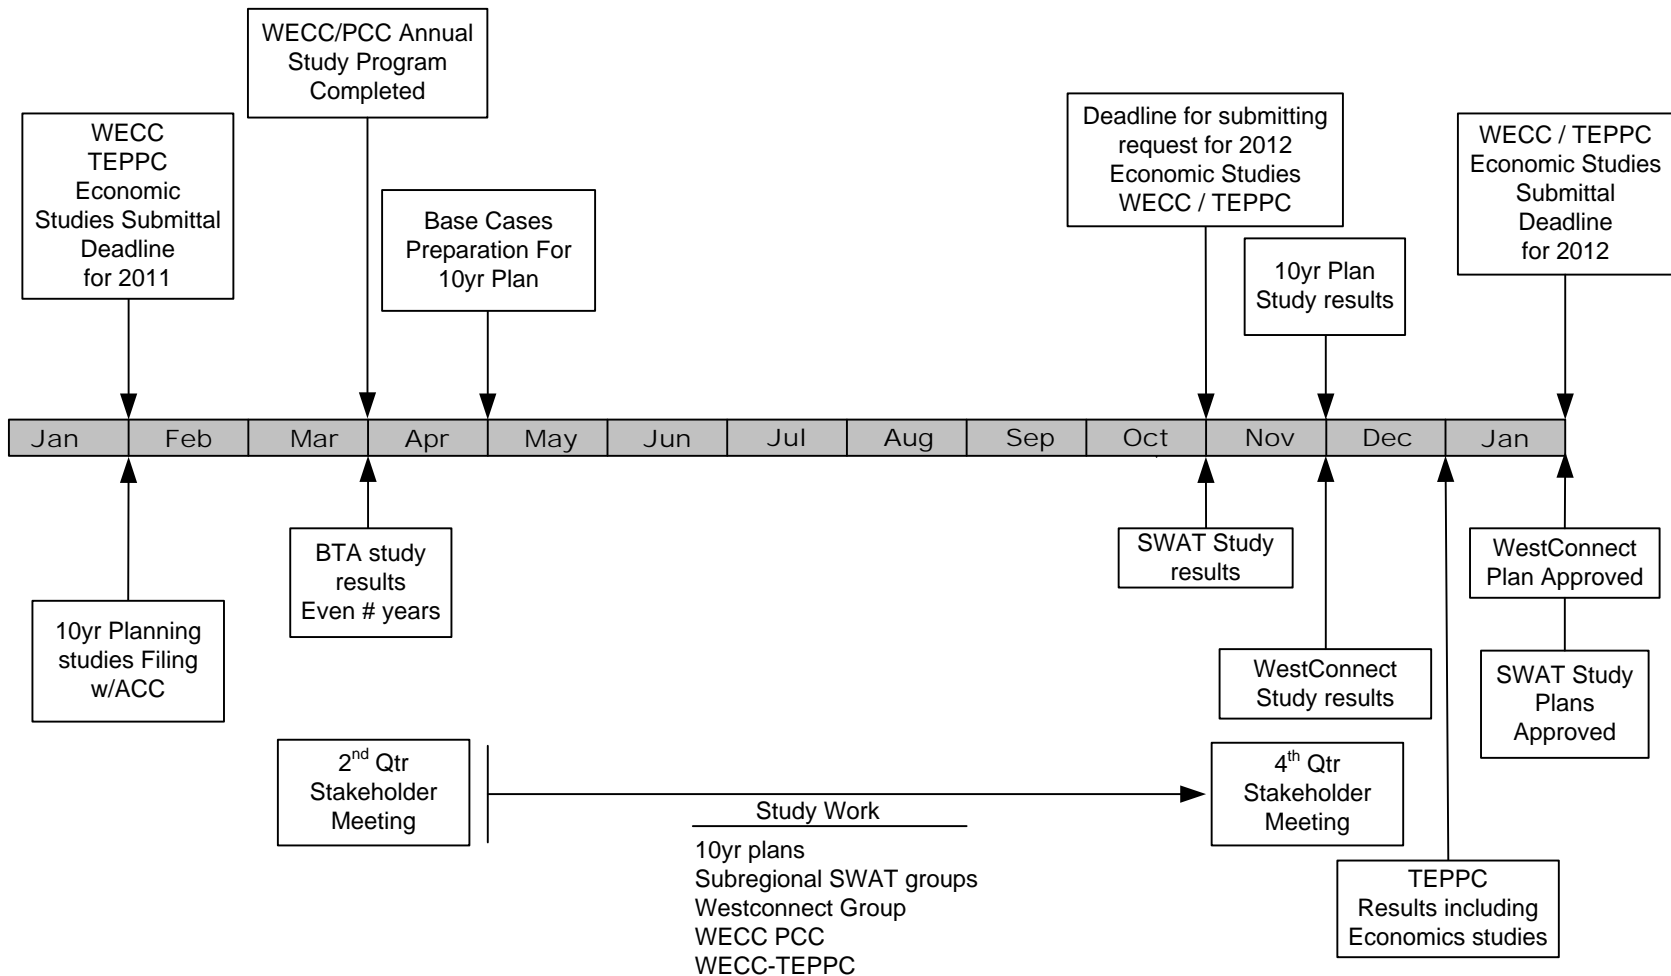 WECC/PCC Annual
Study Program
Completed
WECC
TEPPC
Economic
Studies Submittal
Deadline
for 2011
Base Cases
Preparation For
10yr Plan
Deadline for submitting
request for 2012
Economic Studies
WECC / TEPPC
10yr Plan
Study results
WECC / TEPPC
Economic Studies
Submittal
Deadline
for 2012
Jan Feb Mar Apr May Jun Jul Aug Sep Oct Nov Dec Jan
10yr Planning
studies Filing
w/ACC
BTA study
results
Even # years
SWAT Study
results
WestConnect
Study results
WestConnect
Plan Approved
SWAT Study
Plans
Approved
2nd Qtr
Stakeholder
Meeting
Study Work
10yr plans
Subregional SWAT groups
Westconnect Group
WECC PCC
WECC-TEPPC
4th Qtr
Stakeholder
Meeting
TEPPC
Results including
Economics studies